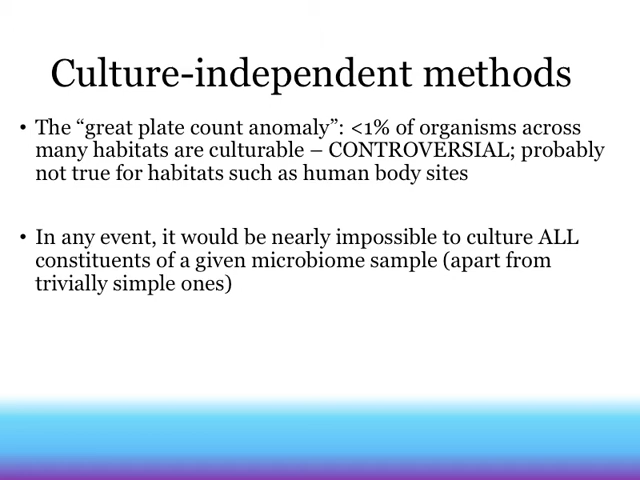 Culture-independent methods
• The “great plate count anomaly”: <1% of organisms across
many habitats are culturable – CONTROVERSIAL; probably
not true for habitats such as human body sites
• In any event, it would be nearly impossible to culture ALL
constituents of a given microbiome sample (apart from
trivially simple ones)